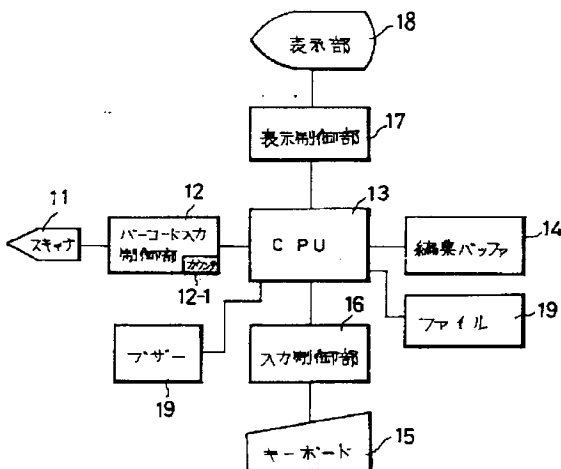 18
表示部
17
表示制御部
11
スキャナ
12
バーコード入力
制御部
カウンタ
12-1
13
CPU
14
編集バッファ
16
入力制御部
ファイル
19
ブザー
19
キーボード
15